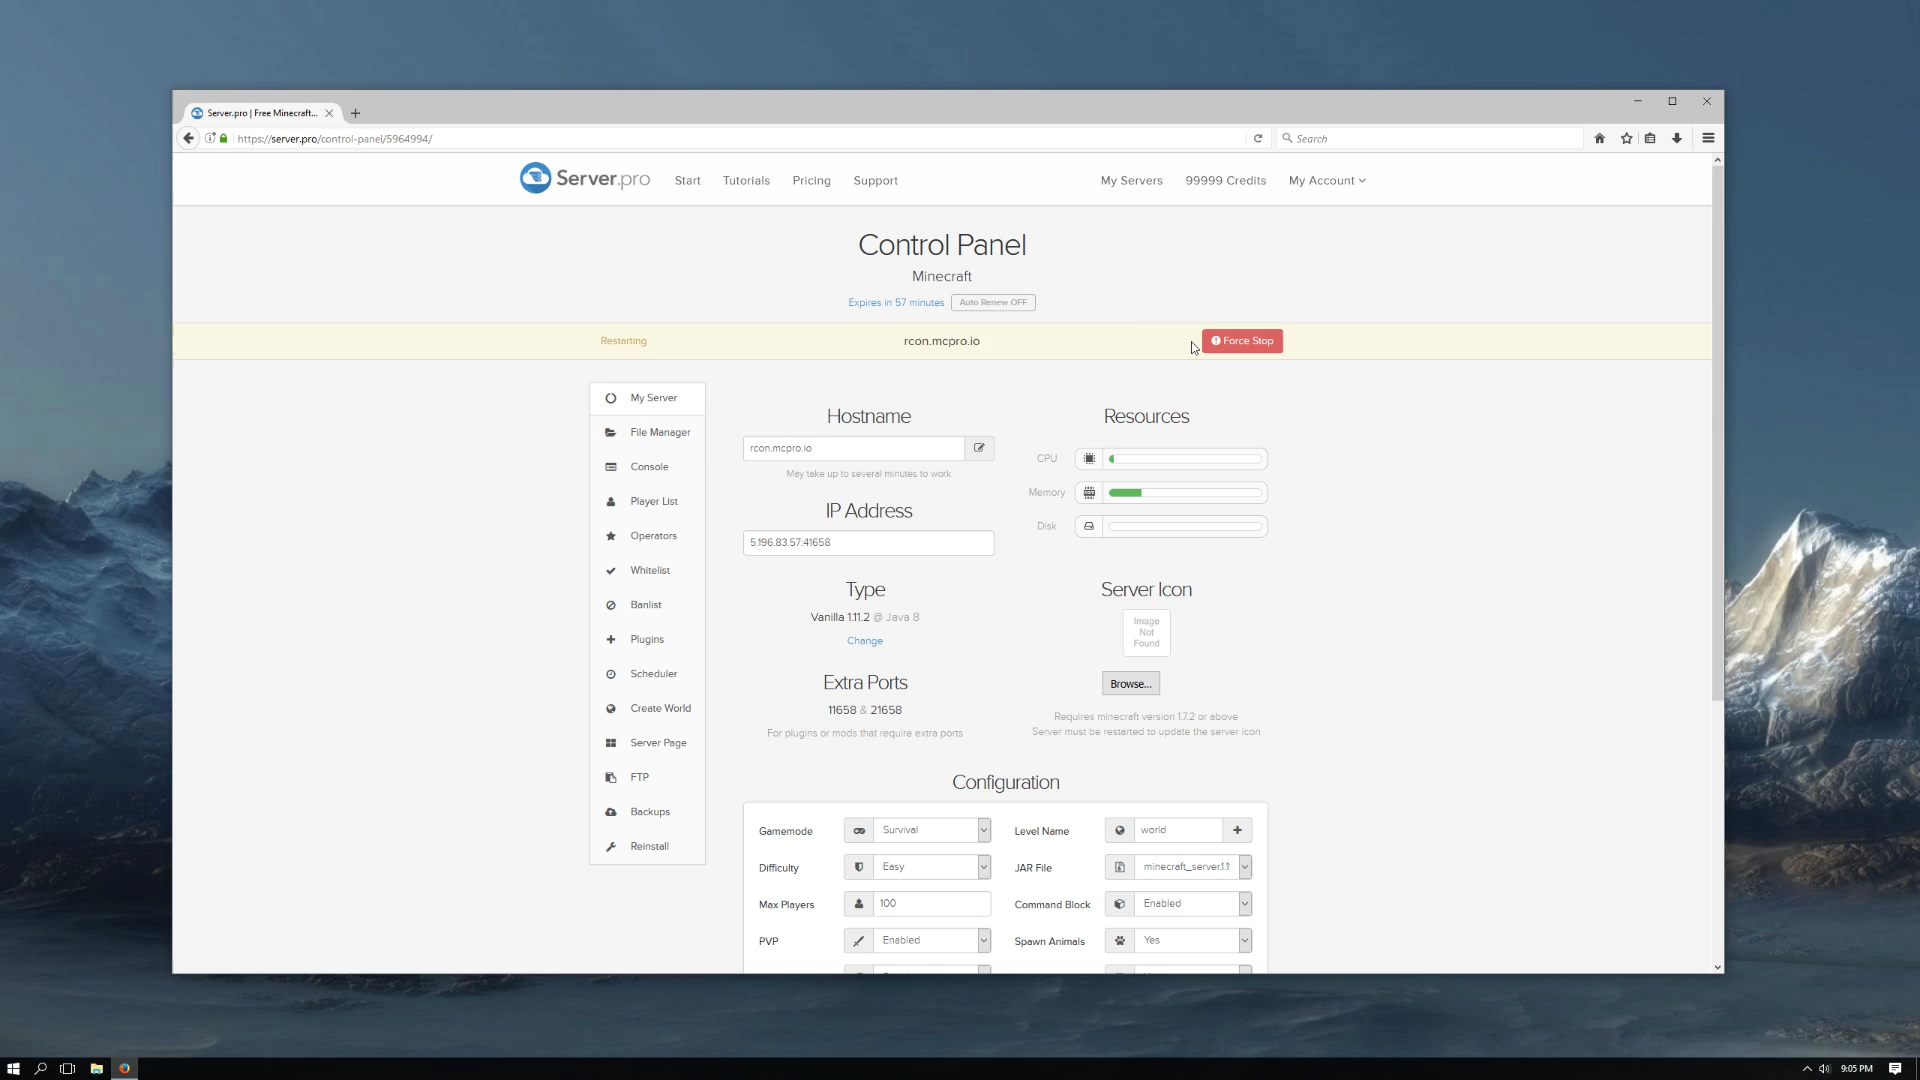 Server.pro | Free Minecraft...
https://server.pro/control-panel/5964994/
Search
Server.pro
Start
Tutorials
Pricing
Support
My Servers
99999 Credits
My Account
Control Panel
Minecraft
Expires in 57 minutes
Auto Renew OFF
Restarting
rcon.mcpro.io
Force Stop
My Server
File Manager
Console
Player List
Operators
Whitelist
Banlist
Plugins
Scheduler
Create World
Server Page
FTP
Backups
Reinstall
Hostname
rcon.mcpro.io
May take up to several minutes to work
IP Address
5.196.83.57:41658
Type
Vanilla 1.11.2 @ Java 8
Change
Extra Ports
11658 & 21658
For plugins or mods that require extra ports
Resources
CPU
Memory
Disk
Server Icon
Image
Not
Found
Browse...
Requires minecraft version 1.7.2 or above
Server must be restarted to update the server icon
Configuration
Gamemode
Survival
Level Name
world
Difficulty
Easy
JAR File
minecraft_server.1.1
Max Players
100
Command Block
Enabled
PVP
Enabled
Spawn Animals
Yes
9:05 PM